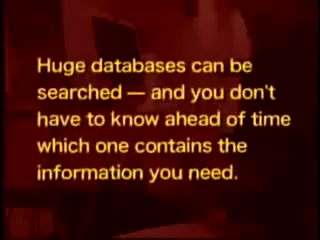 Huge databases can be
searched — and you don't
have to know ahead of time
which one contains the
information you need.